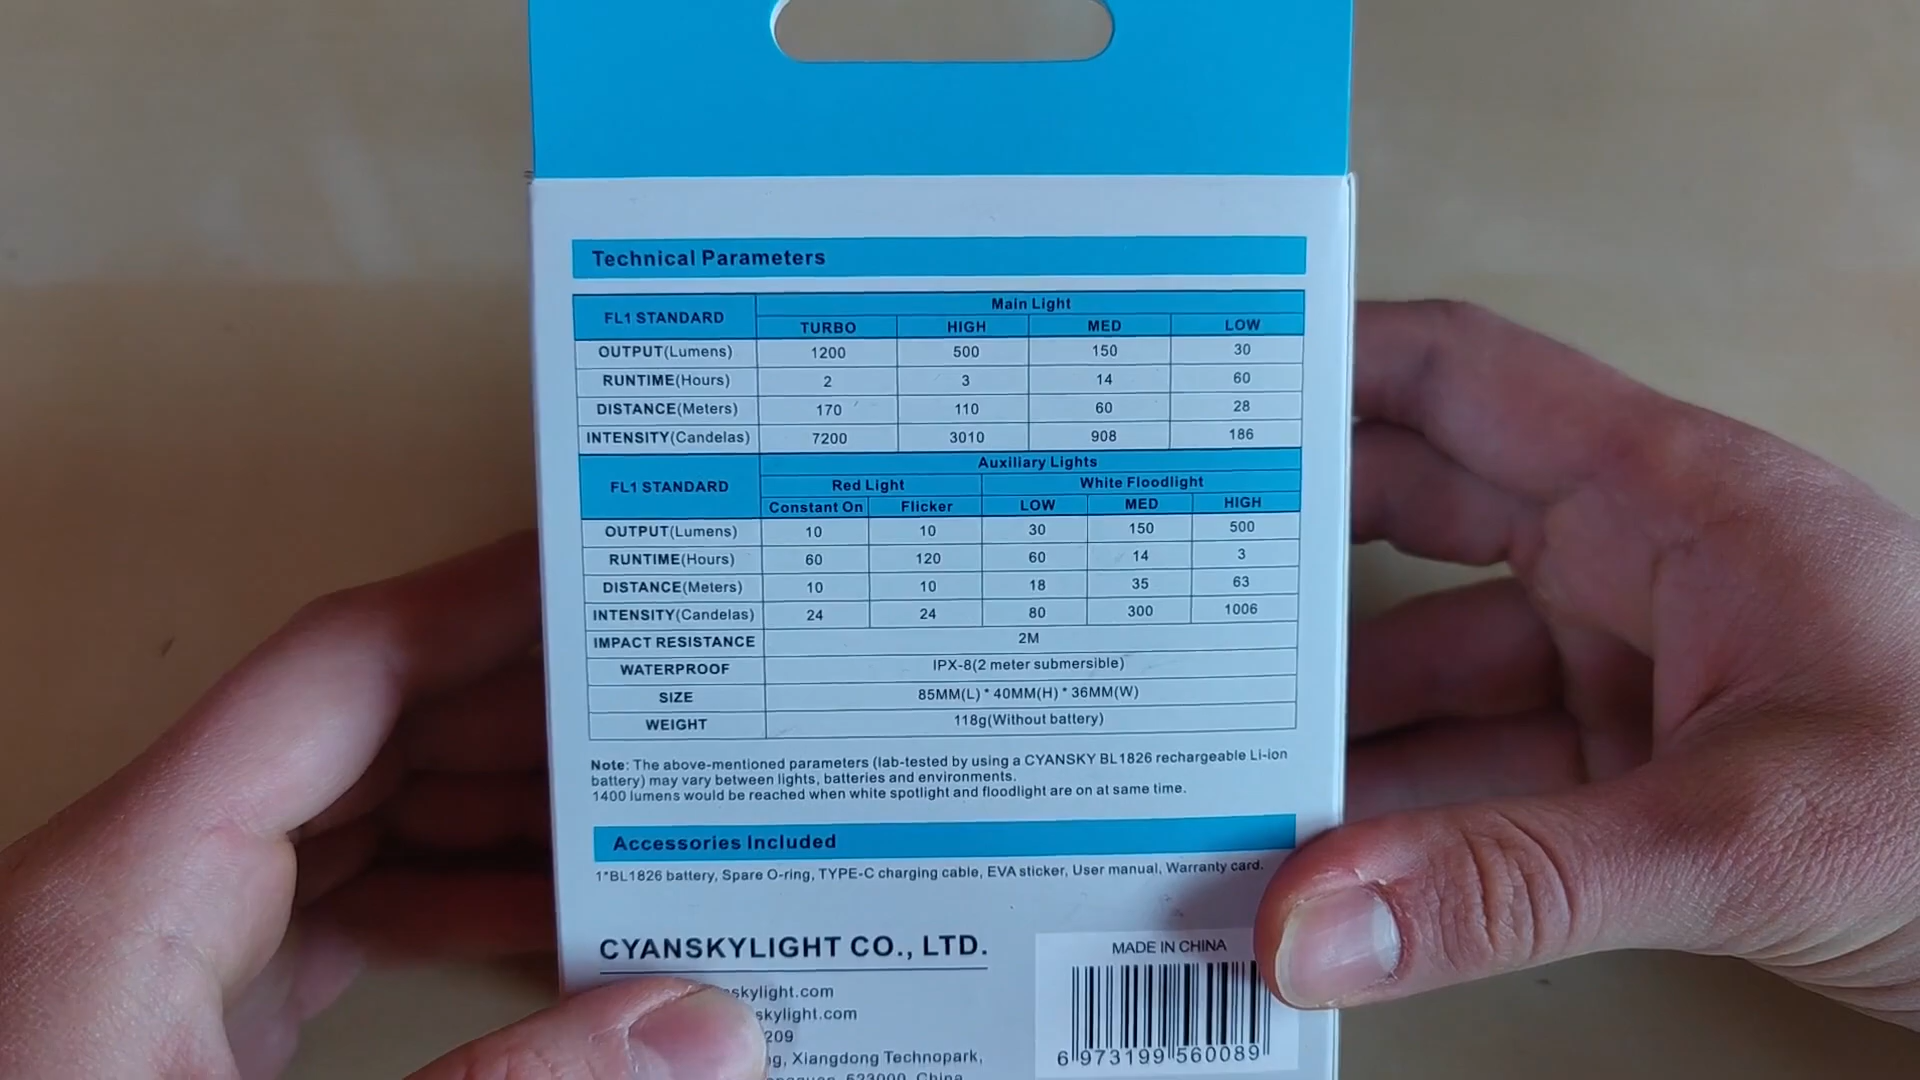 Technical Parameters
FL1 STANDARD Main Light
TURBO HIGH MED LOW
OUTPUT(Lumens) 1200 500 150 30
RUNTIME(Hours) 2 3 14 60
DISTANCE(Meters) 170 110 60 28
INTENSITY(Candelas) 7200 3010 908 186
FL1 STANDARD Auxiliary Lights
Red Light White Floodlight
Constant On Flicker LOW MED HIGH
OUTPUT(Lumens) 10 10 30 150 500
RUNTIME(Hours) 60 120 60 14 3
DISTANCE(Meters) 10 10 18 35 63
INTENSITY(Candelas) 24 24 80 300 1006
IMPACT RESISTANCE 2M
WATERPROOF IPX-8(2 meter submersible)
SIZE 85MM(L) * 40MM(H) * 36MM(W)
WEIGHT 118g(Without battery)
Note: The above-mentioned parameters (lab-tested by using a CYANSKY BL1826 rechargeable Li-ion
battery) may vary between lights, batteries and environments.
1400 lumens would be reached when white spotlight and floodlight are on at same time.
Accessories Included
1*BL1826 battery, Spare O-ring, TYPE-C charging cable, EVA sticker, User manual, Warranty card.
CYANSKYLIGHT CO., LTD.
skylight.com
skylight.com
209
Xiangdong Technopark,
523000, China
MADE IN CHINA
6 973199 560089